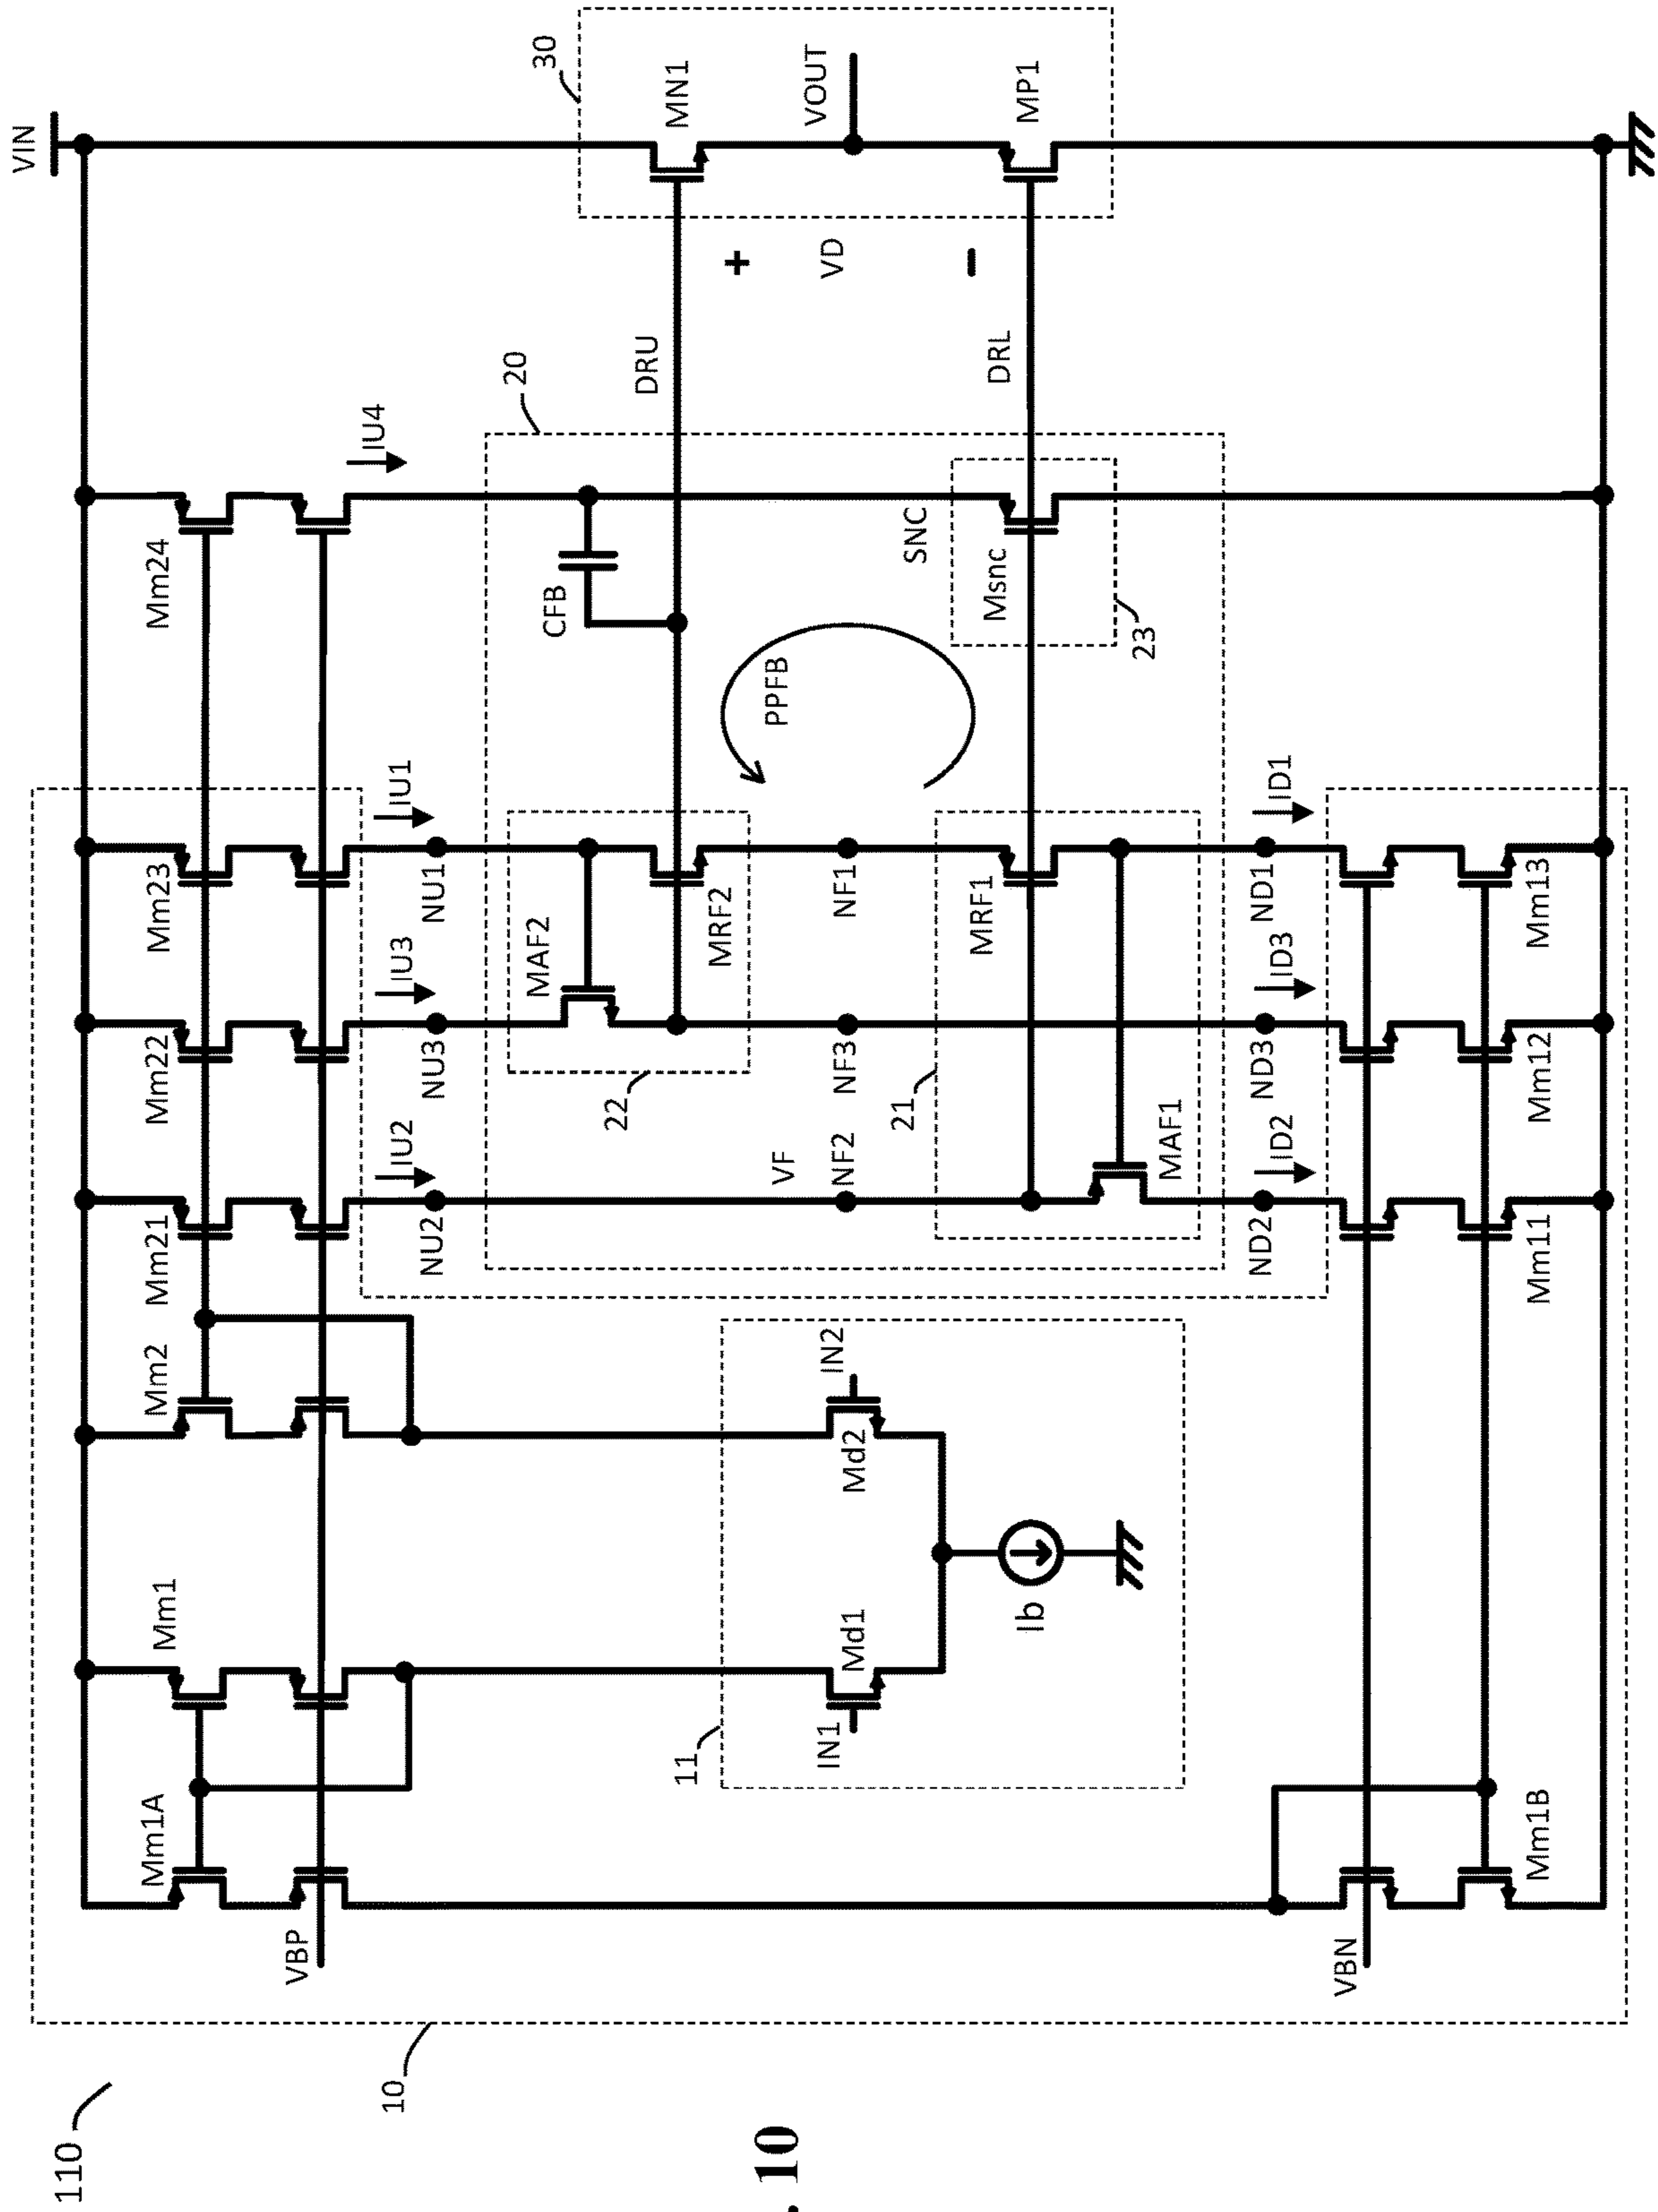 110
10
VIN
Mm1A
Mm1
Mm2
Mm21
Mm22
Mm23
Mm24
VBP
IU2
IU3
IU1
IU4
NU2
NU3
NU1
20
30
22
MAF2
MRF2
CFB
DRU
MN1
+
VD
−
VOUT
11
IN1
Md1
Md2
IN2
Ib
VF
NF2
NF3
NF1
PPFB
21
MRF1
MAF1
SNC
Msnc
23
DRL
MP1
ND2
ND3
ND1
ID2
ID3
ID1
VBN
Mm1B
Mm11
Mm12
Mm13
. 10